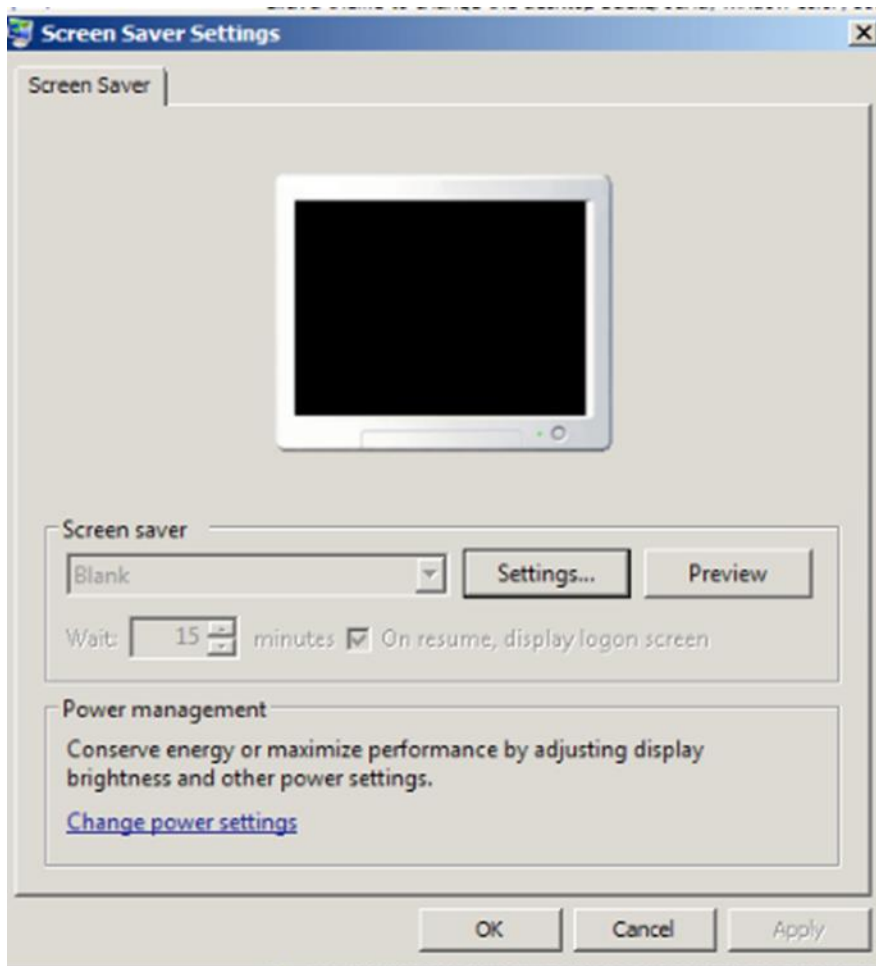 Screen Saver Settings
Screen Saver
Screen saver
Blank
Settings...
Preview
Wait: 15 minutes On resume, display logon screen
Power management
Conserve energy or maximize performance by adjusting display
brightness and other power settings.
Change power settings
OK Cancel Apply